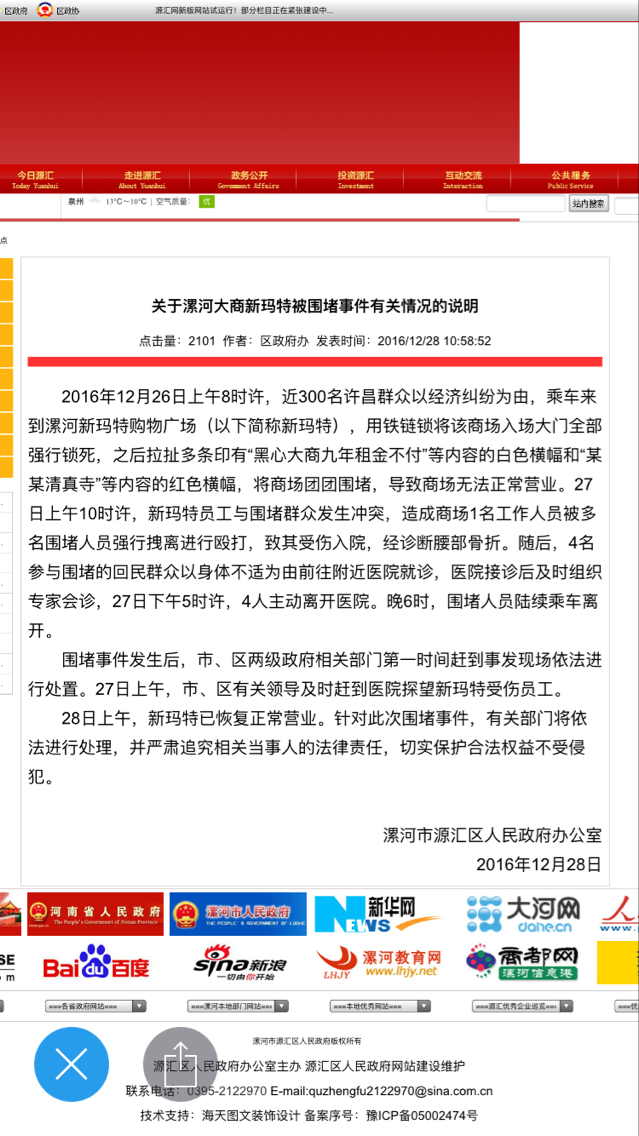 区政府 区政协 源汇网新版网站试运行！部分栏目正在紧张建设中...
今日源汇 走进源汇 政务公开 投资源汇 互动交流 公共服务
Today Yuanhui About Yuanhui Government Affairs Investment Interaction Public Service
泉州 13℃～10℃ | 空气质量： 优 站内搜索
点
关于漯河大商新玛特被围堵事件有关情况的说明
点击量：2101 作者：区政府办 发表时间：2016/12/28 10:58:52
2016年12月26日上午8时许，近300名许昌群众以经济纠纷为由，乘车来
到漯河新玛特购物广场（以下简称新玛特），用铁链锁将该商场入场大门全部
强行锁死，之后拉扯多条印有“黑心大商九年租金不付”等内容的白色横幅和“某
某清真寺”等内容的红色横幅，将商场团团围堵，导致商场无法正常营业。27
日上午10时许，新玛特员工与围堵群众发生冲突，造成商场1名工作人员被多
名围堵人员强行拽离进行殴打，致其受伤入院，经诊断腰部骨折。随后，4名
参与围堵的回民群众以身体不适为由前往附近医院就诊，医院接诊后及时组织
专家会诊，27日下午5时许，4人主动离开医院。晚6时，围堵人员陆续乘车离
开。
围堵事件发生后，市、区两级政府相关部门第一时间赶到事发现场依法进
行处置。27日上午，市、区有关领导及时赶到医院探望新玛特受伤员工。
28日上午，新玛特已恢复正常营业。针对此次围堵事件，有关部门将依
法进行处理，并严肃追究相关当事人的法律责任，切实保护合法权益不受侵
犯。
漯河市源汇区人民政府办公室
2016年12月28日
河南省人民政府 漯河市人民政府 新华网 NEWS 大河网 dahe.cn 人
The People's Government of Henan Province www.
Bai du 百度 sina 新浪 一切由你开始 漯河教育网 LHJY www.lhjy.net 漯河信息港
===各省政府网站=== ===漯河本地部门网站=== ===本地优秀网站=== ===源汇优秀企业巡览===
漯河市源汇区人民政府版权所有
源汇区人民政府办公室主办 源汇区人民政府网站建设维护
联系电话：0395-2122970 E-mail:quzhengfu2122970@sina.com.cn
技术支持：海天图文装饰设计 备案序号：豫ICP备05002474号